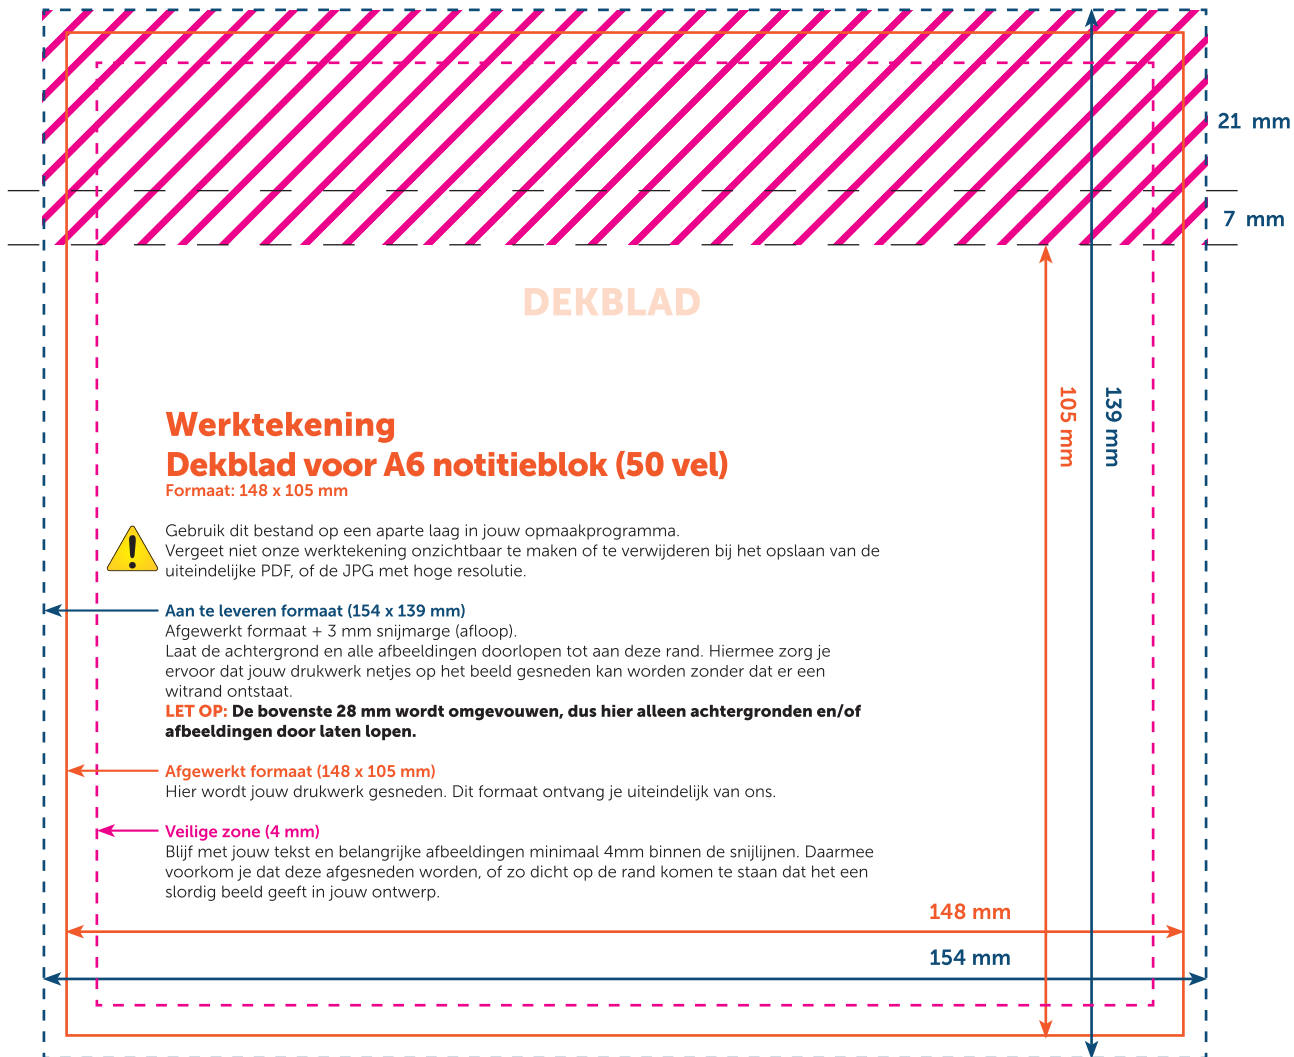 21 mm
7 mm
DEKBLAD
105 mm
139 mm
Werktekening
Dekblad voor A6 notitieblok (50 vel)
Formaat: 148 x 105 mm
Gebruik dit bestand op een aparte laag in jouw opmaakprogramma.
Vergeet niet onze werktekening onzichtbaar te maken of te verwijderen bij het opslaan van de
uiteindelijke PDF, of de JPG met hoge resolutie.
Aan te leveren formaat (154 x 139 mm)
Afgewerkt formaat + 3 mm snijmarge (afloop).
Laat de achtergrond en alle afbeeldingen doorlopen tot aan deze rand. Hiermee zorg je
ervoor dat jouw drukwerk netjes op het beeld gesneden kan worden zonder dat er een
witrand ontstaat.
LET OP: De bovenste 28 mm wordt omgevouwen, dus hier alleen achtergronden en/of
afbeeldingen door laten lopen.
Afgewerkt formaat (148 x 105 mm)
Hier wordt jouw drukwerk gesneden. Dit formaat ontvang je uiteindelijk van ons.
Veilige zone (4 mm)
Blijf met jouw tekst en belangrijke afbeeldingen minimaal 4mm binnen de snijlijnen. Daarmee
voorkom je dat deze afgesneden worden, of zo dicht op de rand komen te staan dat het een
slordig beeld geeft in jouw ontwerp.
148 mm
154 mm